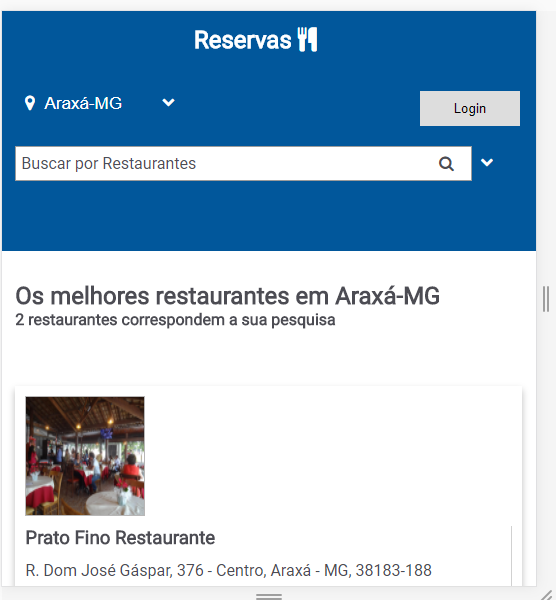 Reservas
Araxá-MG
Login
Buscar por Restaurantes
Os melhores restaurantes em Araxá-MG
2 restaurantes correspondem a sua pesquisa
Prato Fino Restaurante
R. Dom José Gáspar, 376 - Centro, Araxá - MG, 38183-188